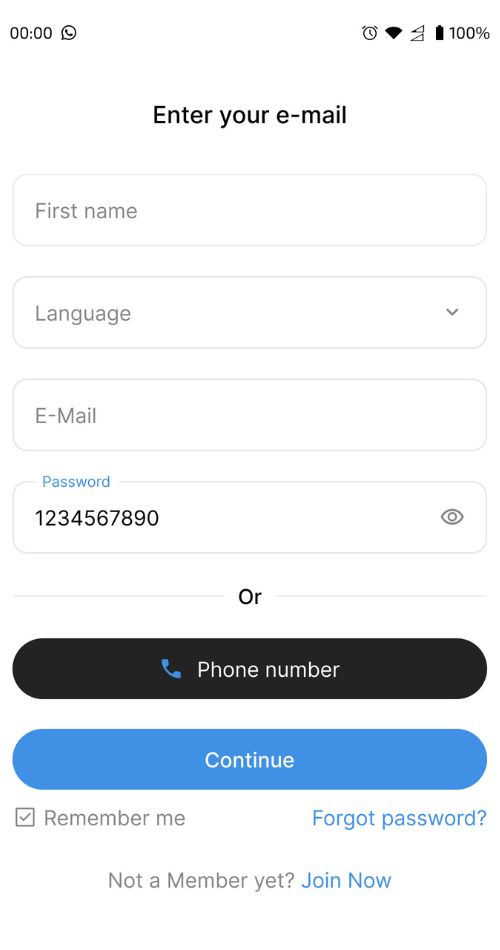 00:00 100%
Enter your e-mail
First name
Language
E-Mail
Password
1234567890
Or
Phone number
Continue
Remember me Forgot password?
Not a Member yet? Join Now